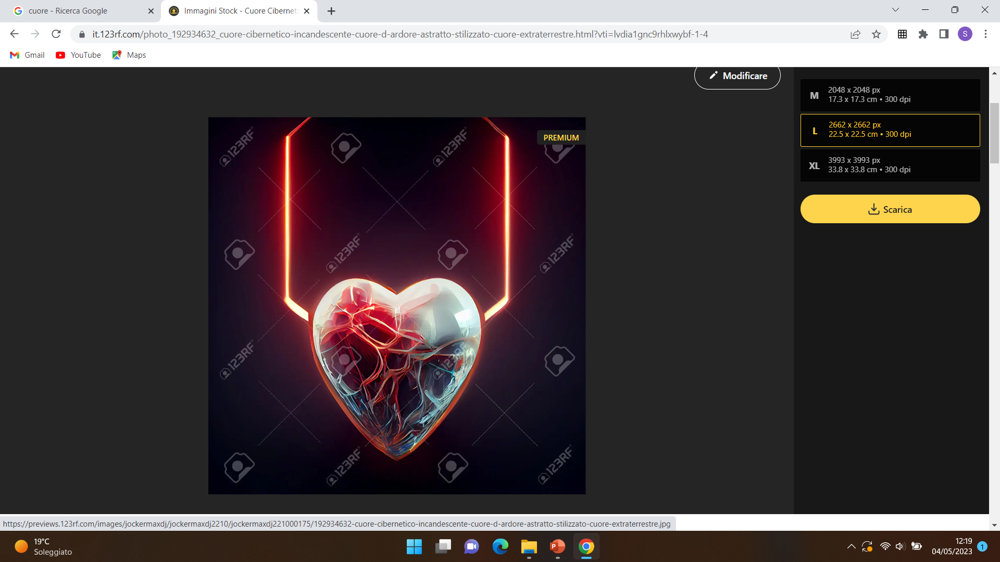 cuore - Ricerca Google
Immagini Stock - Cuore Ciberneti
it.123rf.com/photo_192934632_cuore-cibernetico-incandescente-cuore-d-ardore-astratto-stilizzato-cuore-extraterrestre.html?vti=lvdia1gnc9rhlxwybf-1-4
S
Gmail
YouTube
Maps
Modificare
M
2048 x 2048 px
17.3 x 17.3 cm • 300 dpi
L
2662 x 2662 px
22.5 x 22.5 cm • 300 dpi
XL
3993 x 3993 px
33.8 x 33.8 cm • 300 dpi
Scarica
PREMIUM
123RF
123RF
123RF
123RF
123RF
123RF
123RF
123RF
https://previews.123rf.com/images/jockermaxdj/jockermaxdj2210/jockermaxdj221000175/192934632-cuore-cibernetico-incandescente-cuore-d-ardore-astratto-stilizzato-cuore-extraterrestre.jpg
19°C
Soleggiato
P
12:19
04/05/2023
1